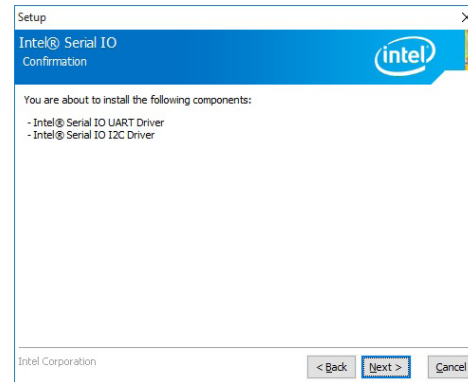 Setup
Intel® Serial IO
Confirmation
intel
You are about to install the following components:
- Intel® Serial IO UART Driver
- Intel® Serial IO I2C Driver
Intel Corporation
< Back Next > Cancel